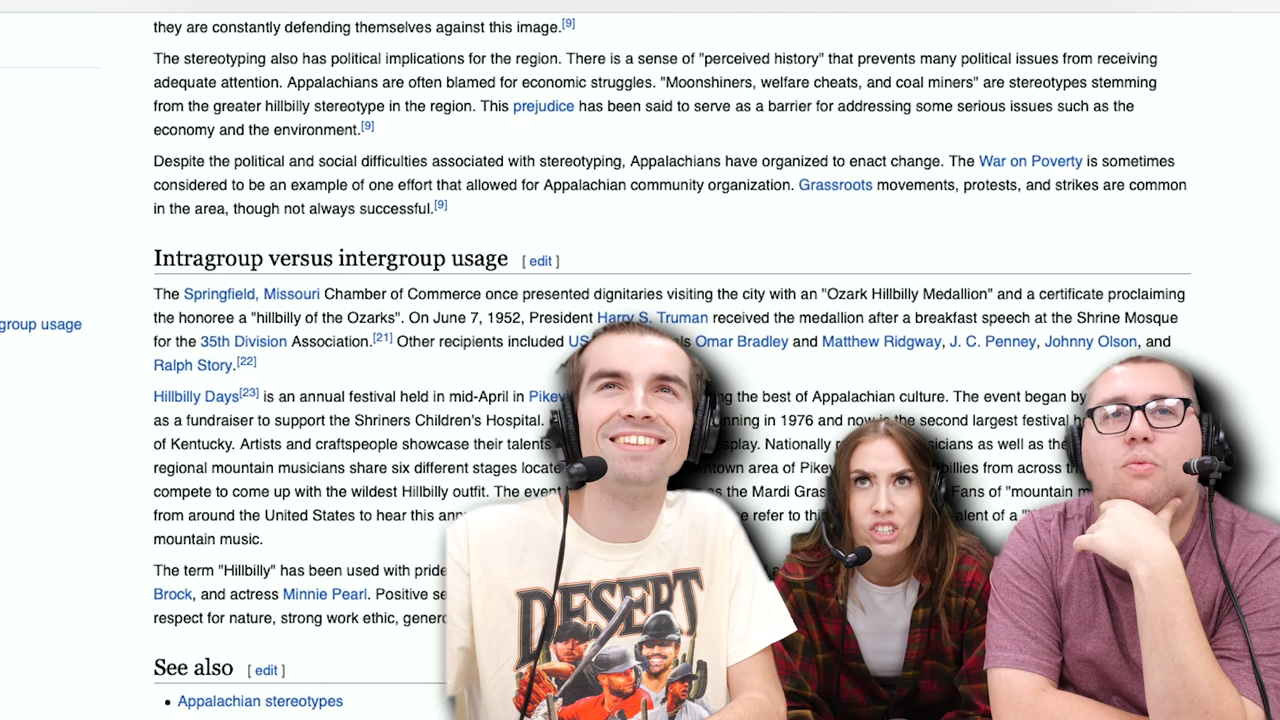 they are constantly defending themselves against this image.[9]
The stereotyping also has political implications for the region. There is a sense of "perceived history" that prevents many political issues from receiving
adequate attention. Appalachians are often blamed for economic struggles. "Moonshiners, welfare cheats, and coal miners" are stereotypes stemming
from the greater hillbilly stereotype in the region. This prejudice has been said to serve as a barrier for addressing some serious issues such as the
economy and the environment.[9]
Despite the political and social difficulties associated with stereotyping, Appalachians have organized to enact change. The War on Poverty is sometimes
considered to be an example of one effort that allowed for Appalachian community organization. Grassroots movements, protests, and strikes are common
in the area, though not always successful.[9]
Intragroup versus intergroup usage [ edit ]
The Springfield, Missouri Chamber of Commerce once presented dignitaries visiting the city with an "Ozark Hillbilly Medallion" and a certificate proclaiming
group usage
the honoree a "hillbilly of the Ozarks". On June 7, 1952, President Harry S. Truman received the medallion after a breakfast speech at the Shrine Mosque
for the 35th Division Association.[21] Other recipients included US ls Omar Bradley and Matthew Ridgway, J. C. Penney, Johnny Olson, and
Ralph Story.[22]
Hillbilly Days[23] is an annual festival held in mid-April in Pikev ng the best of Appalachian culture. The event began by
as a fundraiser to support the Shriners Children's Hospital. nning in 1976 and now is the second largest festival h
of Kentucky. Artists and craftspeople showcase their talents splay. Nationally sicians as well as the
regional mountain musicians share six different stages locate ntown area of Pikev billies from across th
compete to come up with the wildest Hillbilly outfit. The event as the Mardi Gras Fans of "mountain m
from around the United States to hear this ann e refer to this alent of a
mountain music.
The term "Hillbilly" has been used with pride
Brock, and actress Minnie Pearl. Positive se
respect for nature, strong work ethic, genero
DESERT
See also [ edit ]
• Appalachian stereotypes